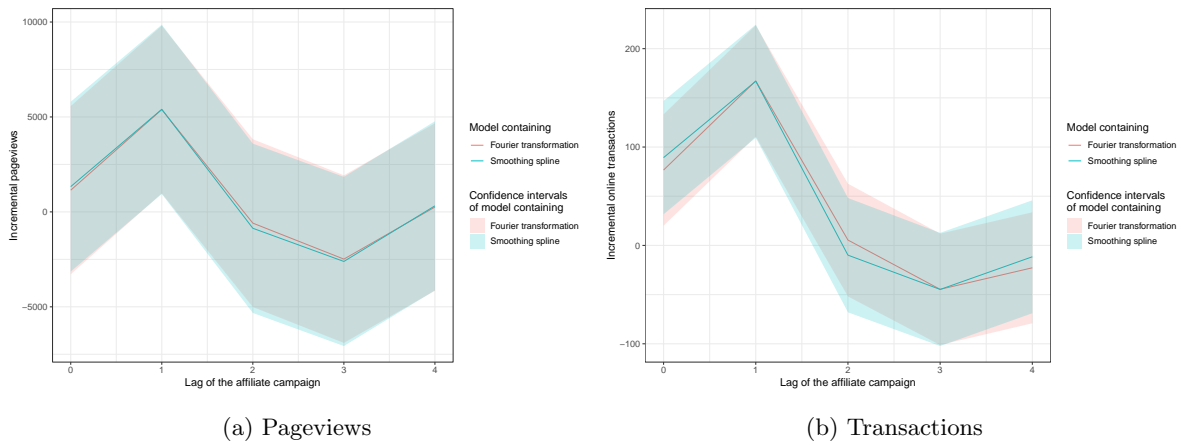 10000
5000
0
−5000
Incremental pageviews
0 1 2 3 4
Lag of the affiliate campaign
Model containing
Fourier transformation
Smoothing spline
Confidence intervals
of model containing
Fourier transformation
Smoothing spline
(a) Pageviews
200
100
0
−100
Incremental online transactions
0 1 2 3 4
Lag of the affiliate campaign
Model containing
Fourier transformation
Smoothing spline
Confidence intervals
of model containing
Fourier transformation
Smoothing spline
(b) Transactions